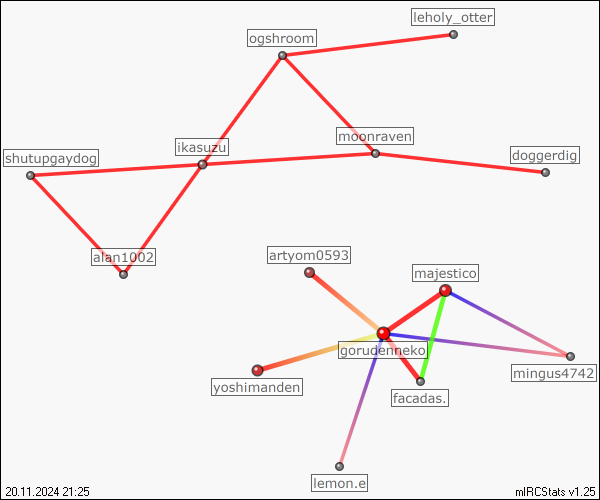 leholy_otter
ogshroom
moonraven
ikasuzu
shutupgaydog
doggerdig
alan1002
artyom0593
majestico
gorudenneko
mingus4742
yoshimanden
facadas.
lemon.e
20.11.2024 21:25
mIRCStats v1.25